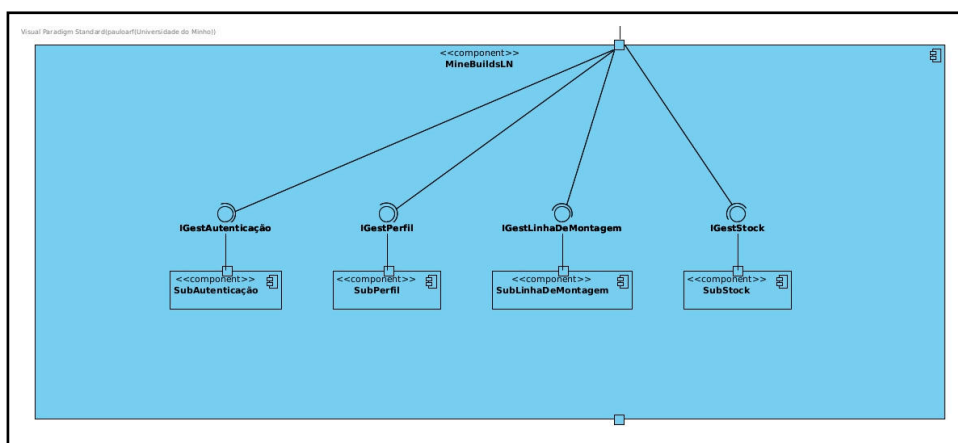 Visual Paradigm Standard(pauloarf(Universidade do Minho))
<<component>>
MineBuildsLN
IGestAutenticação
IGestPerfil
IGestLinhaDeMontagem
IGestStock
<<component>>
SubAutenticação
<<component>>
SubPerfil
<<component>>
SubLinhaDeMontagem
<<component>>
SubStock